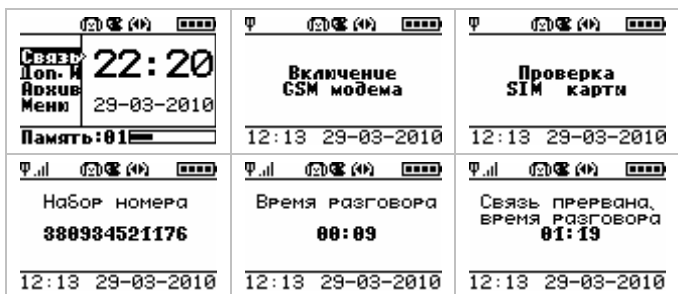 Связь
Доп. И
Архив
Меню
22:20
29-03-2010
Память:01
Включение
GSM модема
12:13 29-03-2010
Проверка
SIM карты
12:13 29-03-2010
Набор номера
380934521176
12:13 29-03-2010
Время разговора
00:09
12:13 29-03-2010
Связь прервана,
время разговора
01:19
12:13 29-03-2010